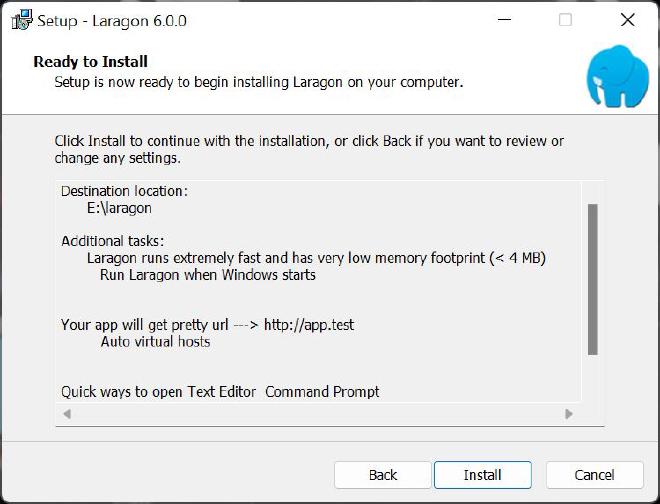 Setup - Laragon 6.0.0
Ready to Install
Setup is now ready to begin installing Laragon on your computer.
Click Install to continue with the installation, or click Back if you want to review or
change any settings.
Destination location:
E:\laragon
Additional tasks:
Laragon runs extremely fast and has very low memory footprint (< 4 MB)
Run Laragon when Windows starts
Your app will get pretty url ---> http://app.test
Auto virtual hosts
Quick ways to open Text Editor  Command Prompt
Back
Install
Cancel